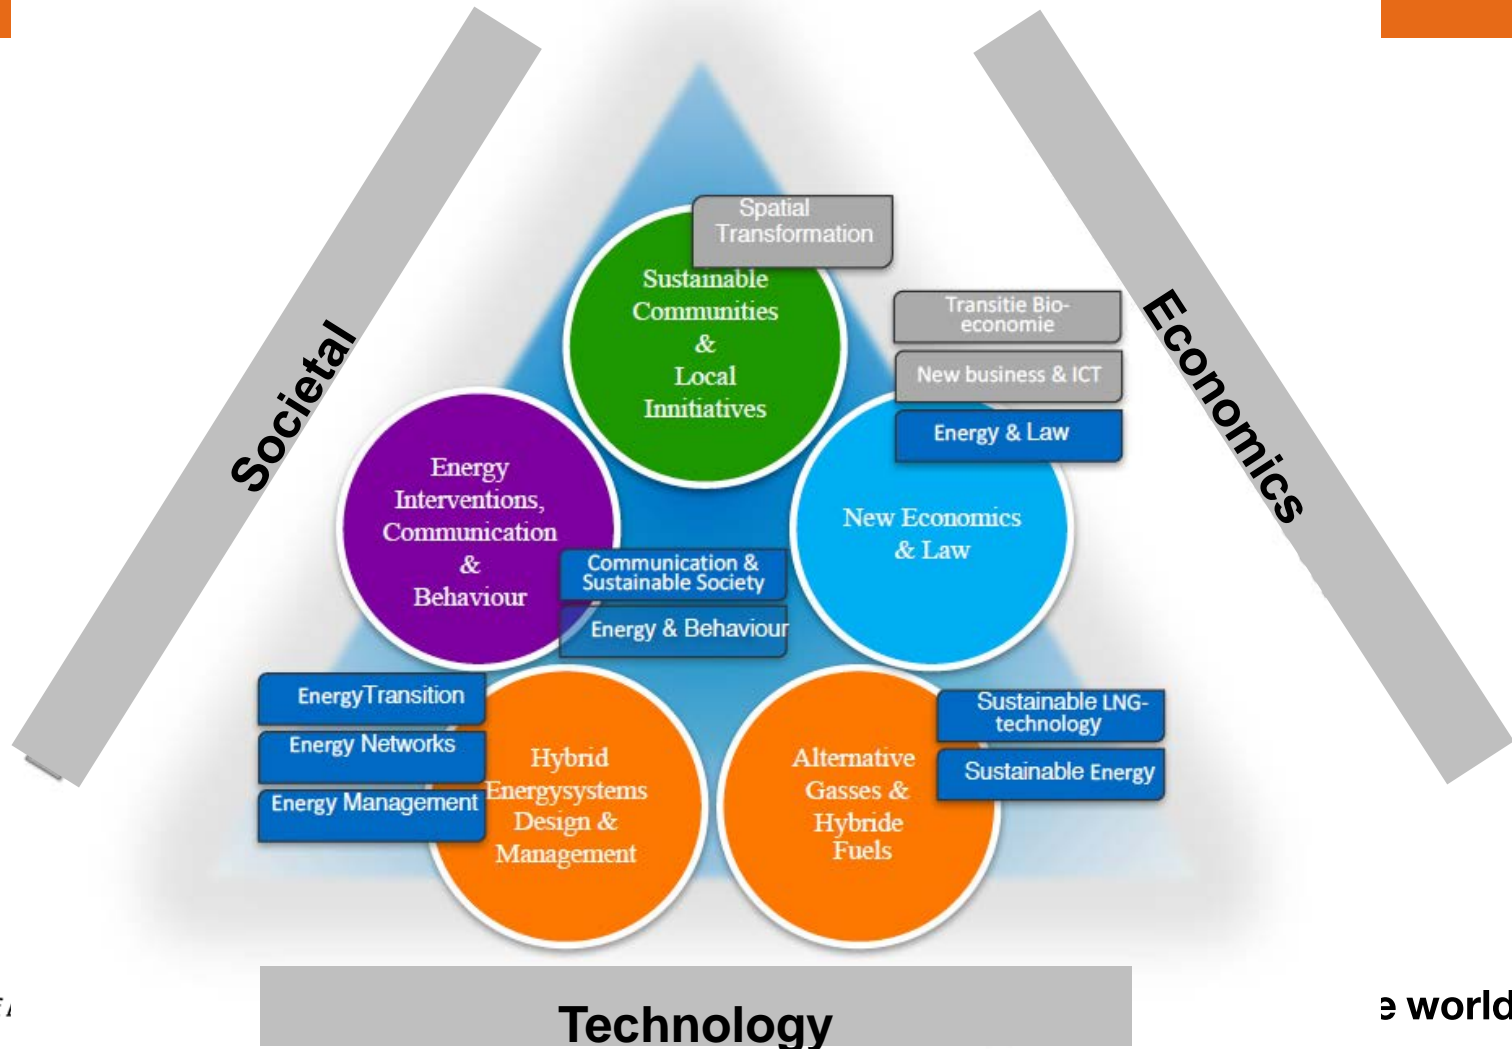 Spatial
Transformation
Sustainable
Communities
&
Local
Innitiatives
Transitie Bio-
economie
New business & ICT
Energy & Law
Societal
Economics
Energy
Interventions,
Communication
&
Behaviour
New Economics
& Law
Communication &
Sustainable Society
Energy & Behaviour
EnergyTransition
Energy Networks
Energy Management
Hybrid
Energysystems
Design &
Management
Alternative
Gasses &
Hybride
Fuels
Sustainable LNG-
technology
Sustainable Energy
Technology
e world